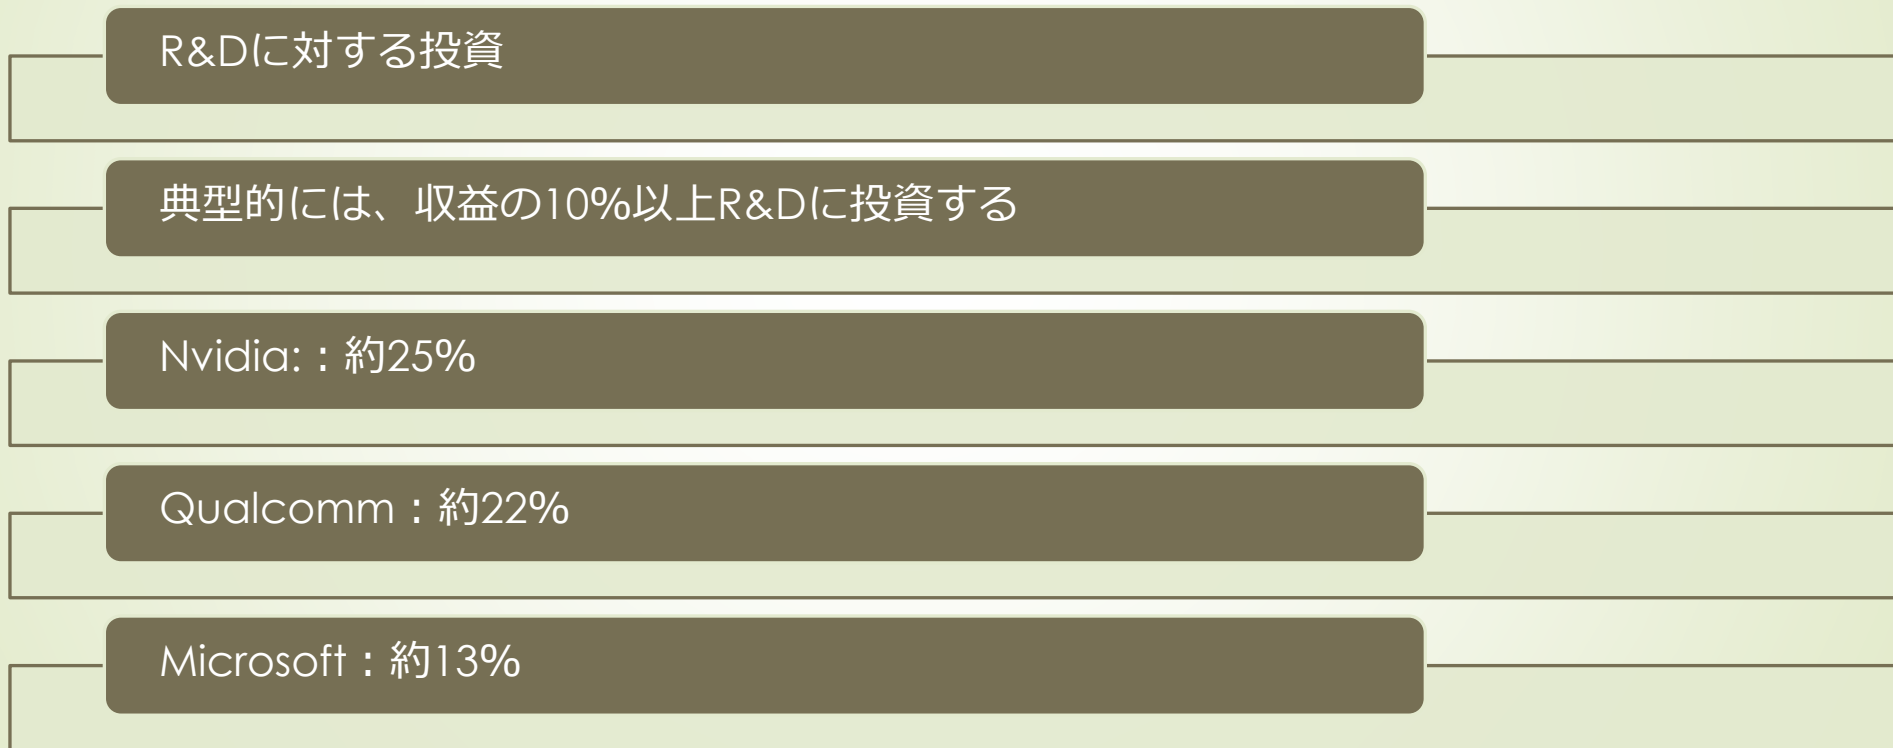 R&Dに対する投資
典型的には、収益の10%以上R&Dに投資する
Nvidia:：約25%
Qualcomm：約22%
Microsoft：約13%